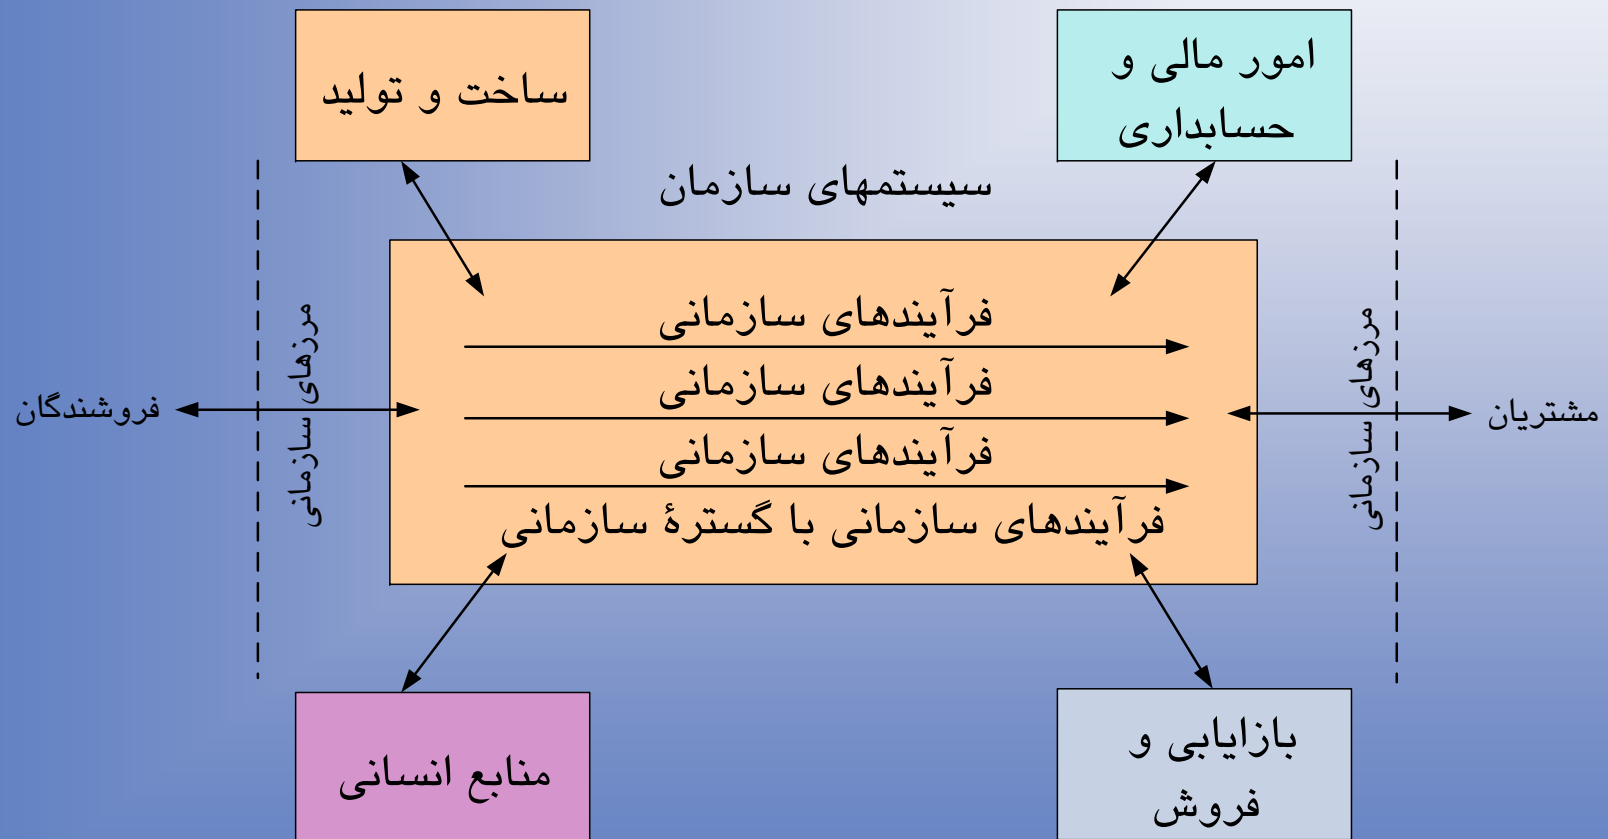 امور مالی و
حسابداری
ساخت و تولید
سیستمهای سازمان
فرآیندهای سازمانی
فرآیندهای سازمانی
فرآیندهای سازمانی
فرآیندهای سازمانی با گسترۀ سازمانی
مرزهای سازمانی
مشتریان
مرزهای سازمانی
فروشندگان
بازایابی و
فروش
منابع انسانی